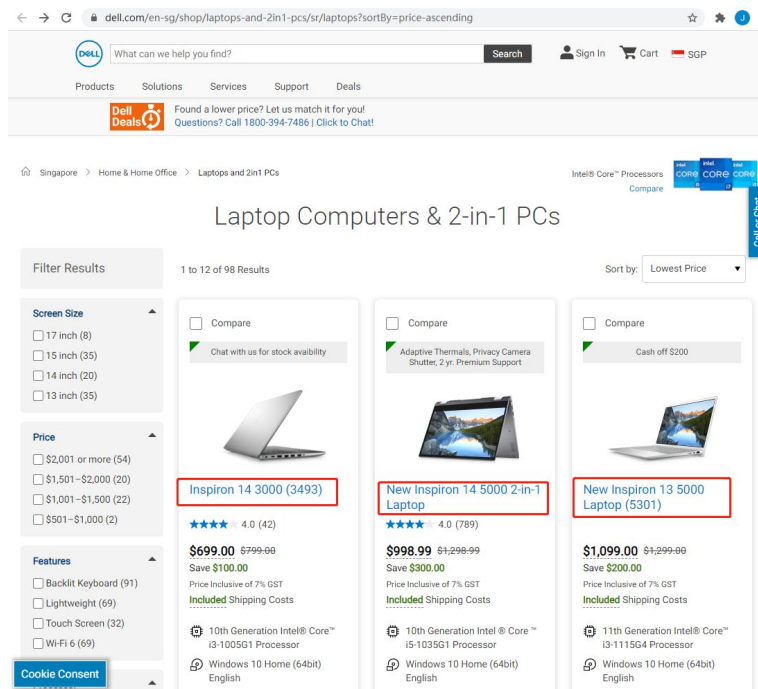 dell.com/en-sg/shop/laptops-and-2in1-pcs/sr/laptops?sortBy=price-ascending
J
DELL
What can we help you find?
Search
Sign In
Cart
SGP
Products
Solutions
Services
Support
Deals
Dell
Deals
Found a lower price? Let us match it for you!
Questions? Call 1800-394-7486 | Click to Chat!
Singapore > Home & Home Office > Laptops and 2in1 PCs
Intel® Core™ Processors
Compare
intel
CORE CORE CORE
i7
Call or Chat
Laptop Computers & 2-in-1 PCs
Filter Results
1 to 12 of 98 Results
Sort by: Lowest Price
Screen Size
17 inch (8)
15 inch (35)
14 inch (20)
13 inch (35)
Price
$2,001 or more (54)
$1,501–$2,000 (20)
$1,001–$1,500 (22)
$501–$1,000 (2)
Features
Backlit Keyboard (91)
Lightweight (69)
Touch Screen (32)
Wi-Fi 6 (69)
Cookie Consent
Compare
Chat with us for stock avaibility
Inspiron 14 3000 (3493)
4.0 (42)
$699.00 $799.00
Save $100.00
Price Inclusive of 7% GST
Included Shipping Costs
10th Generation Intel® Core™
i3-1005G1 Processor
Windows 10 Home (64bit)
English
Compare
Adaptive Thermals, Privacy Camera
Shutter, 2 yr. Premium Support
New Inspiron 14 5000 2-in-1
Laptop
4.0 (789)
$998.99 $1,298.99
Save $300.00
Price Inclusive of 7% GST
Included Shipping Costs
10th Generation Intel ® Core ™
i5-1035G1 Processor
Windows 10 Home (64bit)
English
Compare
Cash off $200
New Inspiron 13 5000
Laptop (5301)
$1,099.00 $1,299.00
Save $200.00
Price Inclusive of 7% GST
Included Shipping Costs
11th Generation Intel® Core™
i3-1115G4 Processor
Windows 10 Home (64bit)
English